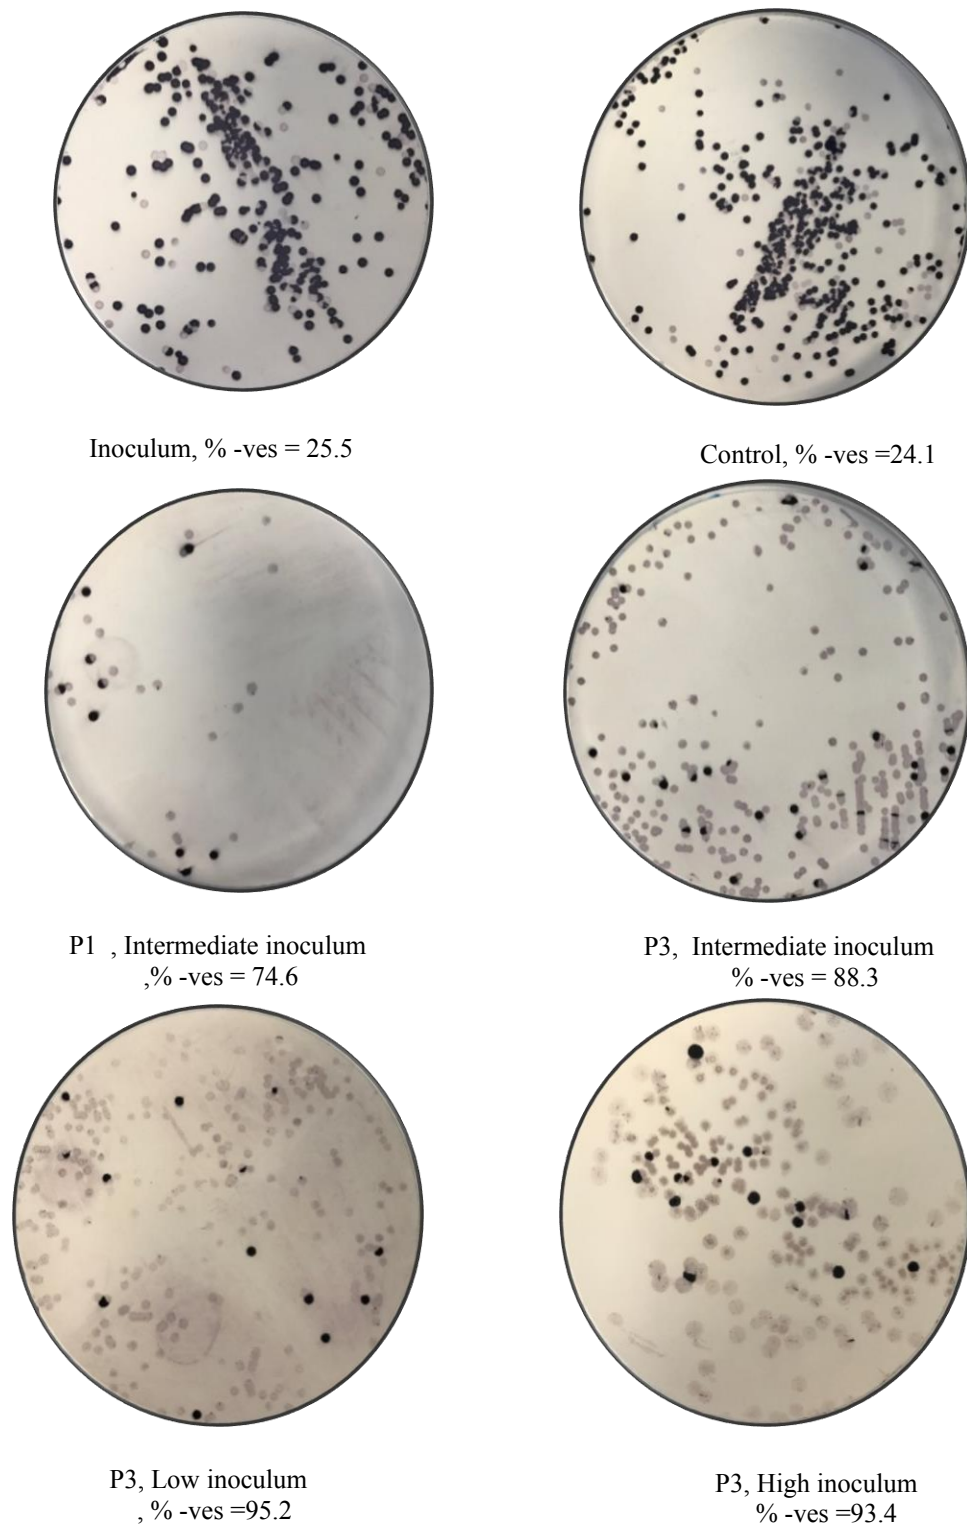 Inoculum, % -ves = 25.5
Control, % -ves =24.1
P1 , Intermediate inoculum
,% -ves = 74.6
P3, Intermediate inoculum
% -ves = 88.3
P3, Low inoculum
, % -ves =95.2
P3, High inoculum
% -ves =93.4